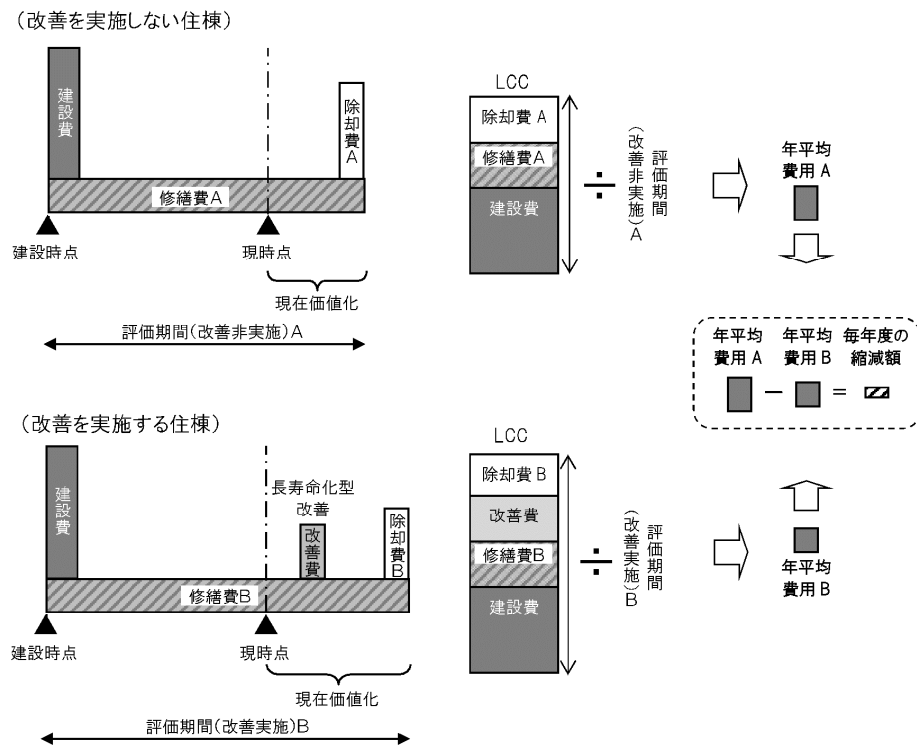 （改善を実施しない住棟）
建設費
除却費A
修繕費A
建設時点
現時点
現在価値化
評価期間(改善非実施)A
LCC
除却費A
修繕費A
建設費
÷
評価期間
(改善非実施)A
年平均
費用A
年平均
費用A
年平均
費用B
毎年度の
縮減額
－
＝
（改善を実施する住棟）
建設費
長寿命化型
改善
改善費
除却費B
修繕費B
建設時点
現時点
現在価値化
評価期間(改善実施)B
LCC
除却費B
改善費
修繕費B
建設費
÷
評価期間
(改善実施)B
年平均
費用B